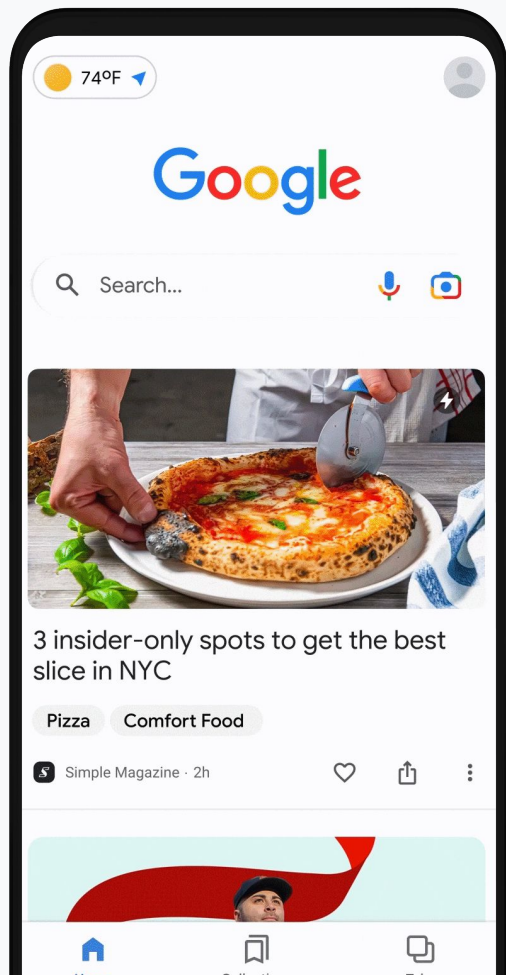 74ºF
Google
Search...
3 insider-only spots to get the best
slice in NYC
Pizza Comfort Food
Simple Magazine · 2h